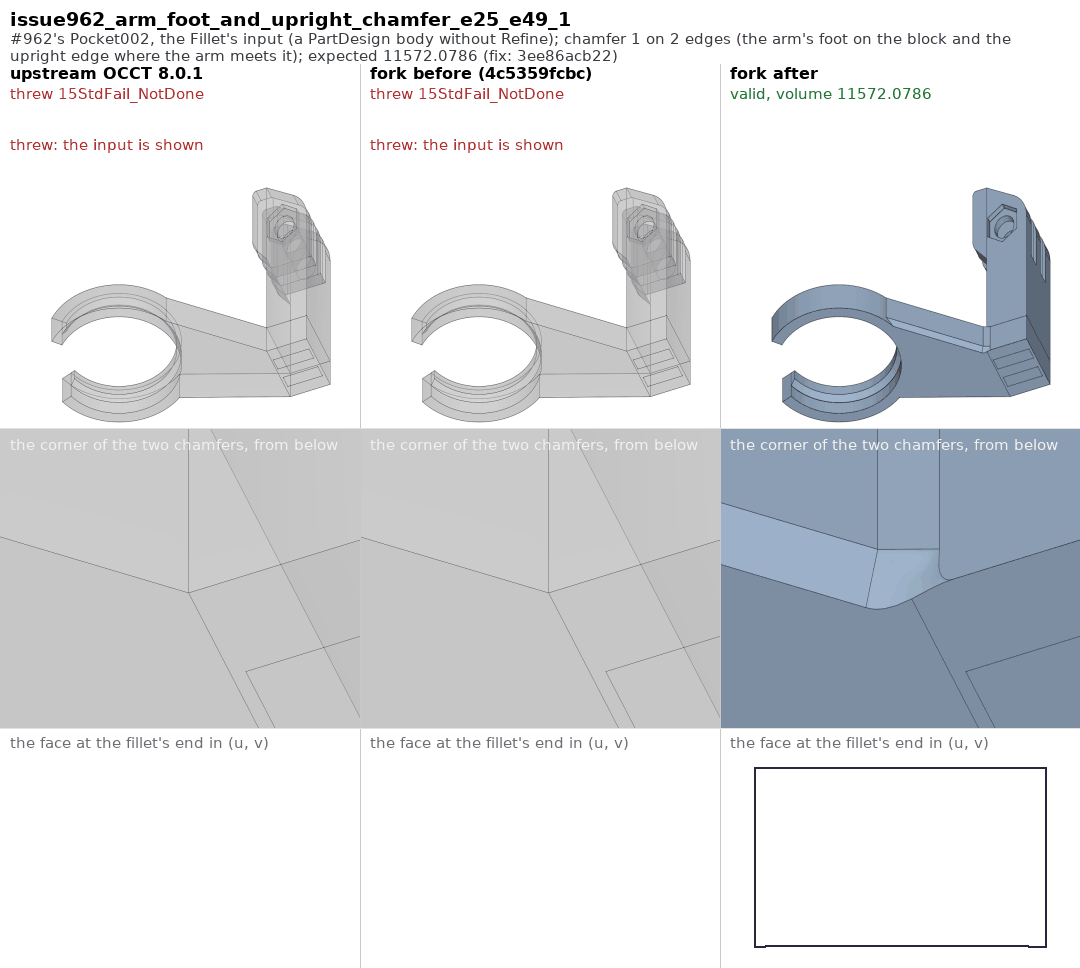 issue962_arm_foot_and_upright_chamfer_e25_e49_1
#962's Pocket002, the Fillet's input (a PartDesign body without Refine); chamfer 1 on 2 edges (the arm's foot on the block and the
upright edge where the arm meets it); expected 11572.0786 (fix: 3ee86acb22)
upstream OCCT 8.0.1
threw 15StdFail_NotDone
threw: the input is shown
fork before (4c5359fcbc)
threw 15StdFail_NotDone
threw: the input is shown
fork after
valid, volume 11572.0786
the corner of the two chamfers, from below
the corner of the two chamfers, from below
the corner of the two chamfers, from below
the face at the fillet's end in (u, v)
the face at the fillet's end in (u, v)
the face at the fillet's end in (u, v)